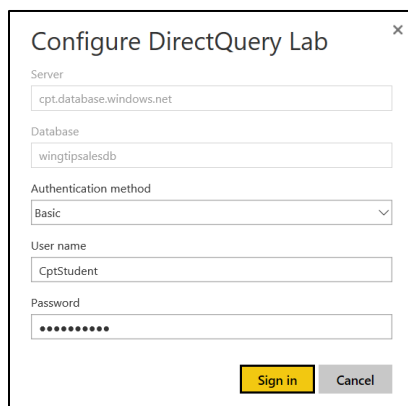 Configure DirectQuery Lab
Server
cpt.database.windows.net
Database
wingtipsalesdb
Authentication method
Basic
User name
CptStudent
Password
●●●●●●●●●●
Sign in Cancel